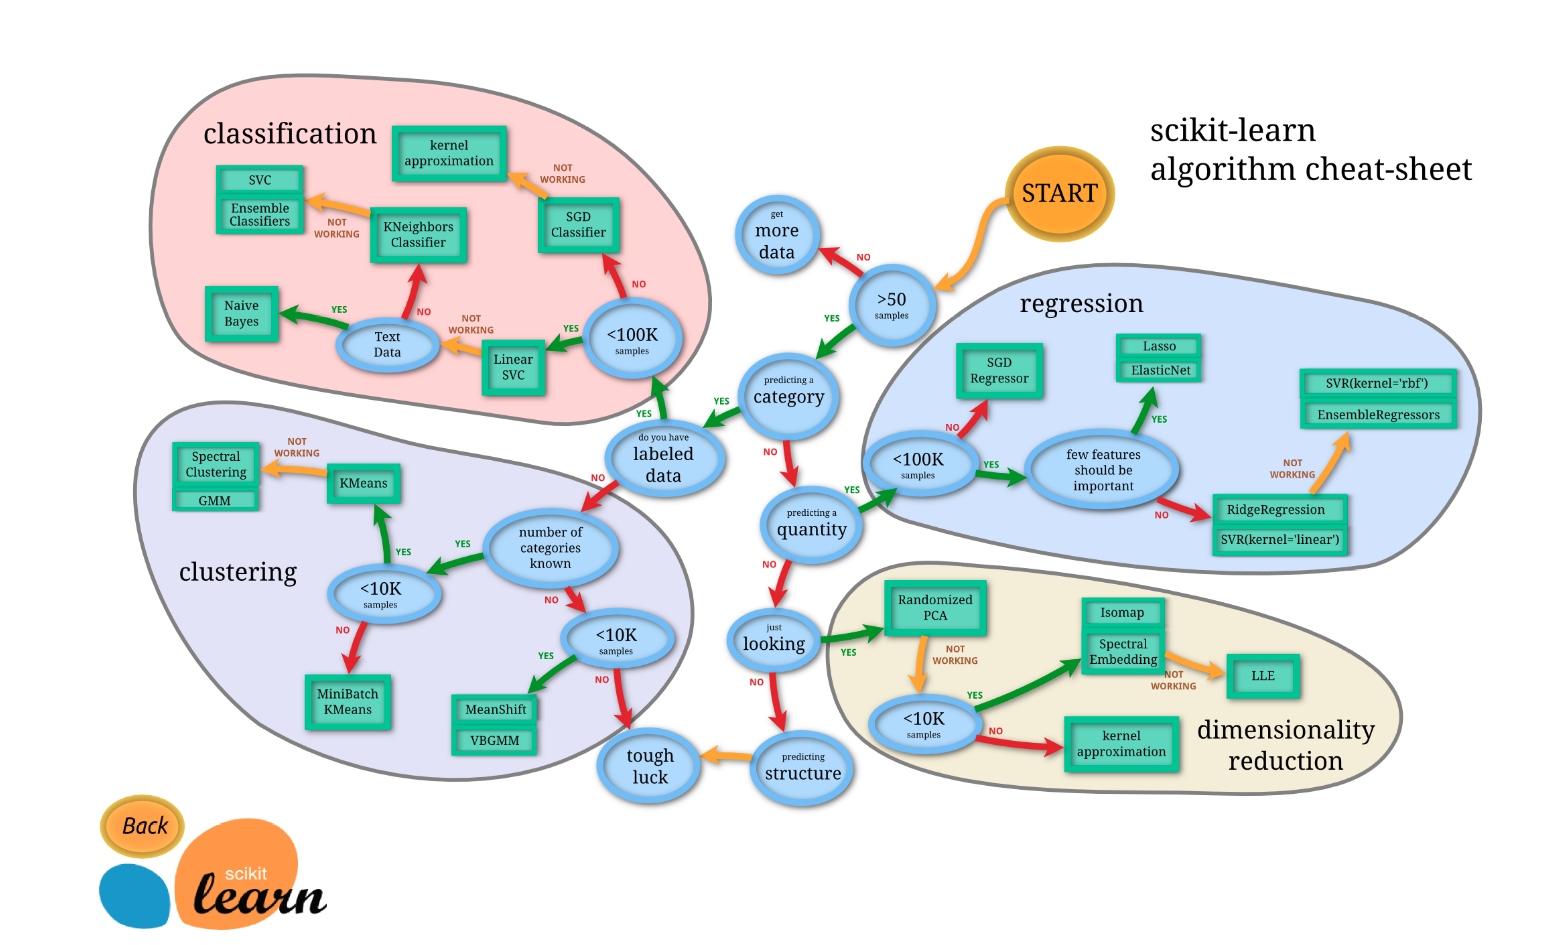 scikit-learn
algorithm cheat-sheet
START
classification
kernel
approximation
NOT
WORKING
SVC
Ensemble
Classifiers
NOT
WORKING
KNeighbors
Classifier
SGD
Classifier
NO
Naive
Bayes
YES
Text
Data
NO
NOT
WORKING
Linear
SVC
YES
<100K
samples
YES
get
more
data
NO
>50
samples
YES
predicting a
category
YES
do you have
labeled
data
NO
NO
predicting a
quantity
YES
NO
just
looking
YES
NO
predicting
structure
tough
luck
regression
SGD
Regressor
Lasso
ElasticNet
YES
SVR(kernel='rbf')
EnsembleRegressors
NO
<100K
samples
YES
few features
should be
important
NOT
WORKING
NO
RidgeRegression
SVR(kernel='linear')
clustering
Spectral
Clustering
GMM
NOT
WORKING
KMeans
YES
number of
categories
known
YES
<10K
samples
NO
NO
<10K
samples
YES
NO
MiniBatch
KMeans
MeanShift
VBGMM
Randomized
PCA
NOT
WORKING
Isomap
Spectral
Embedding
NOT
WORKING
LLE
YES
<10K
samples
NO
kernel
approximation
dimensionality
reduction
Back
scikit
learn